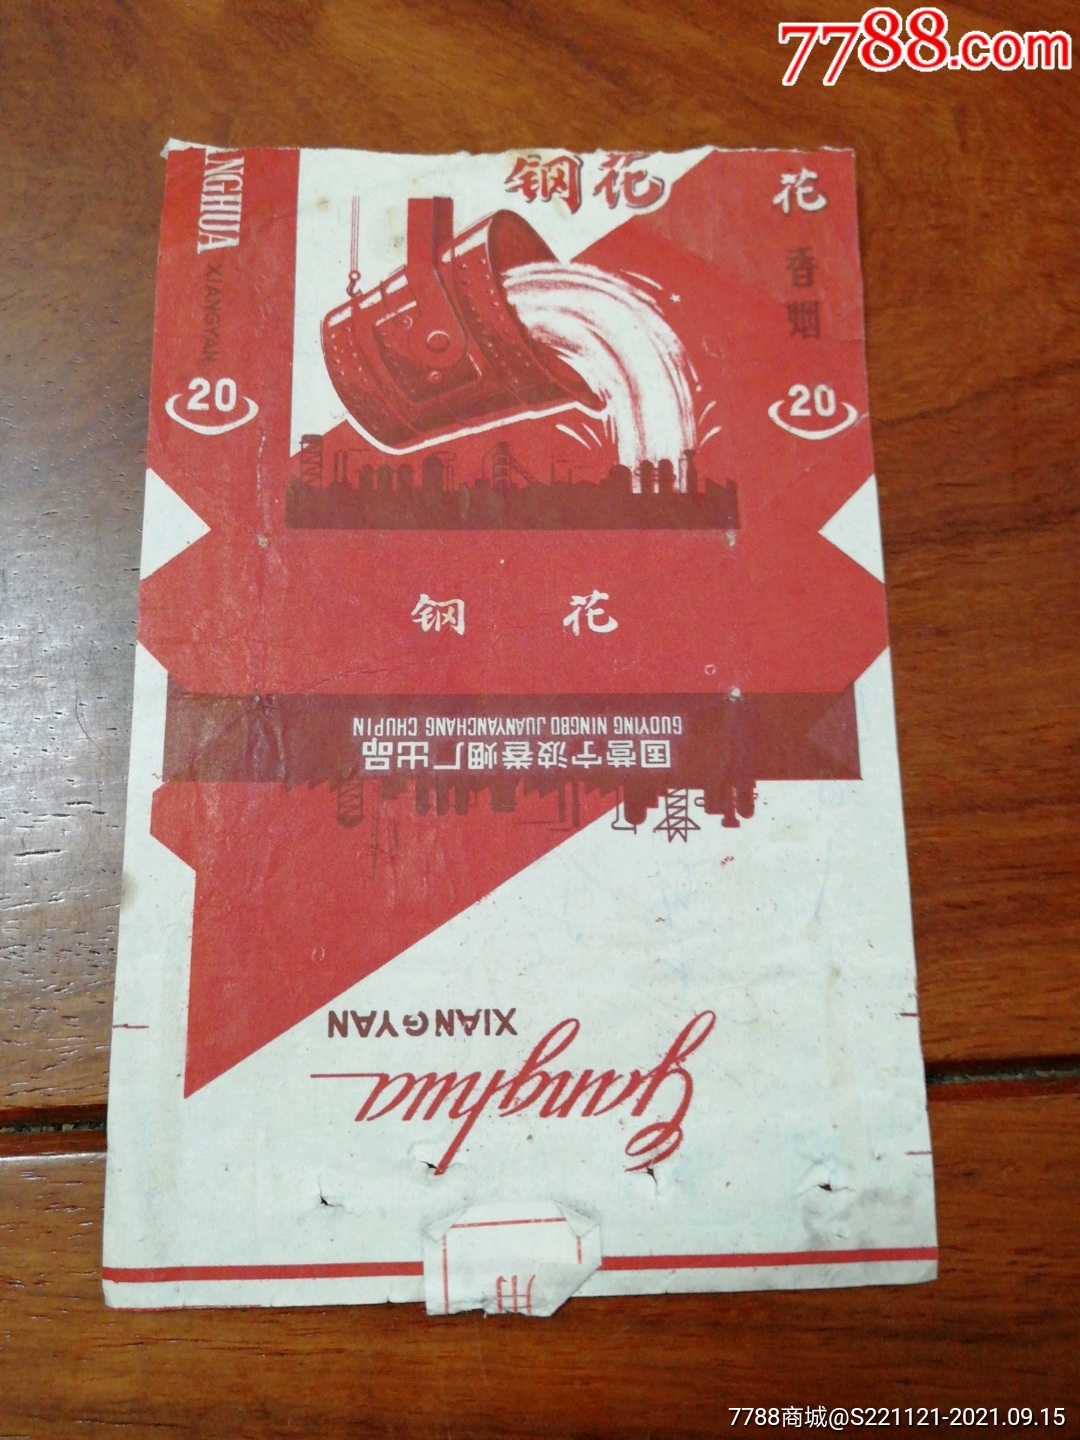 7788.com
钢花
花
香烟
NGHUA
XIANGYAN
20
20
钢 花
国营宁波卷烟厂出品
GUOYING NINGBO JUANYANCHANG CHUPIN
Ganghua
XIANGYAN
7788商城@S221121-2021.09.15